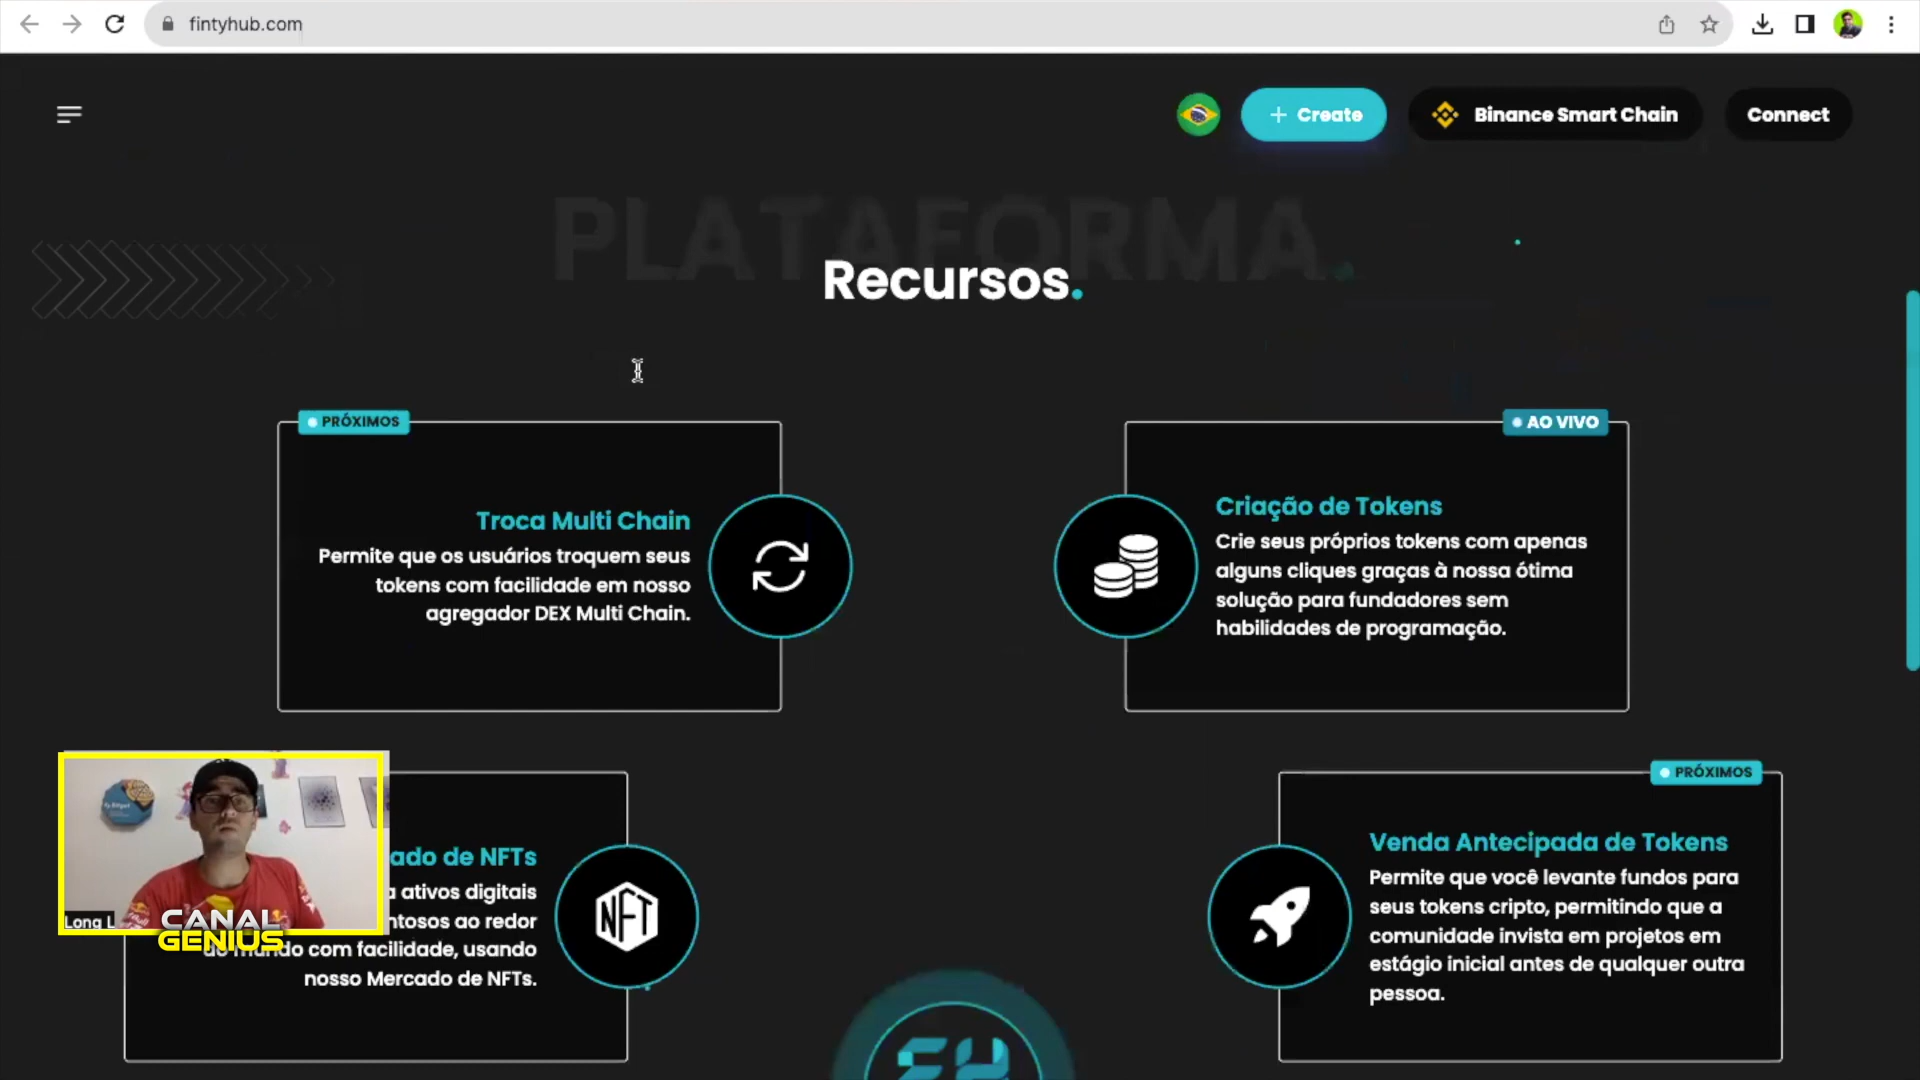 fintyhub.com
+ Create
Binance Smart Chain
Connect
PLATAFORMA.
Recursos.
PRÓXIMOS
Troca Multi Chain
Permite que os usuários troquem seus
tokens com facilidade em nosso
agregador DEX Multi Chain.
AO VIVO
Criação de Tokens
Crie seus próprios tokens com apenas
alguns cliques graças à nossa ótima
solução para fundadores sem
habilidades de programação.
ado de NFTs
a ativos digitais
ntosos ao redor
do mundo com facilidade, usando
nosso Mercado de NFTs.
NFT
PRÓXIMOS
Venda Antecipada de Tokens
Permite que você levante fundos para
seus tokens cripto, permitindo que a
comunidade invista em projetos em
estágio inicial antes de qualquer outra
pessoa.
Long L
CANAL
GENIUS